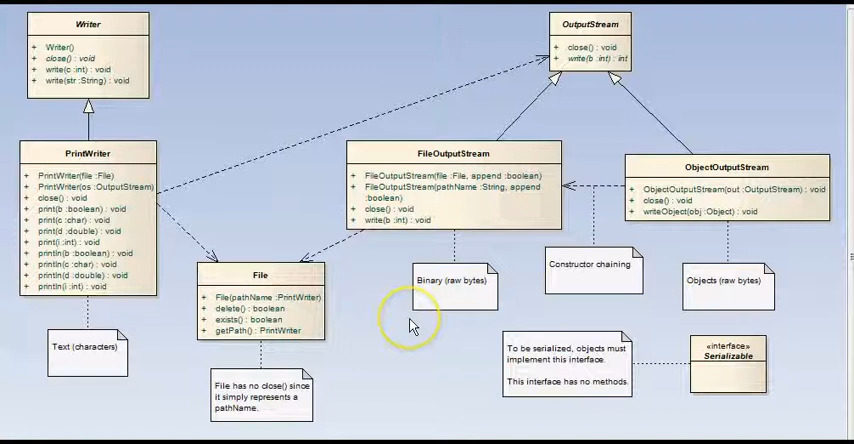 Writer
+ Writer()
+ close() : void
+ write(c :int) : void
+ write(str :String) : void
OutputStream
+ close() : void
+ write(b :int) : int
PrintWriter
+ PrintWriter(file :File)
+ PrintWriter(os :OutputStream)
+ close() : void
+ print(b :boolean) : void
+ print(c :char) : void
+ print(d :double) : void
+ print(i :int) : void
+ println(b :boolean) : void
+ println(c :char) : void
+ println(d :double) : void
+ println(i :int) : void
FileOutputStream
+ FileOutputStream(file :File, append :boolean)
+ FileOutputStream(pathName :String, append
:boolean)
+ close() : void
+ write(b :int) : void
ObjectOutputStream
+ ObjectOutputStream(out :OutputStream) : void
+ close() : void
+ writeObject(obj :Object) : void
File
+ File(pathName :PrintWriter)
+ delete() : boolean
+ exists() : boolean
+ getPath() : PrintWriter
Binary (raw bytes)
Constructor chaining
Objects (raw bytes)
Text (characters)
File has no close() since
it simply represents a
pathName.
To be serialized, objects must
implement this interface.
This interface has no methods.
«interface»
Serializable